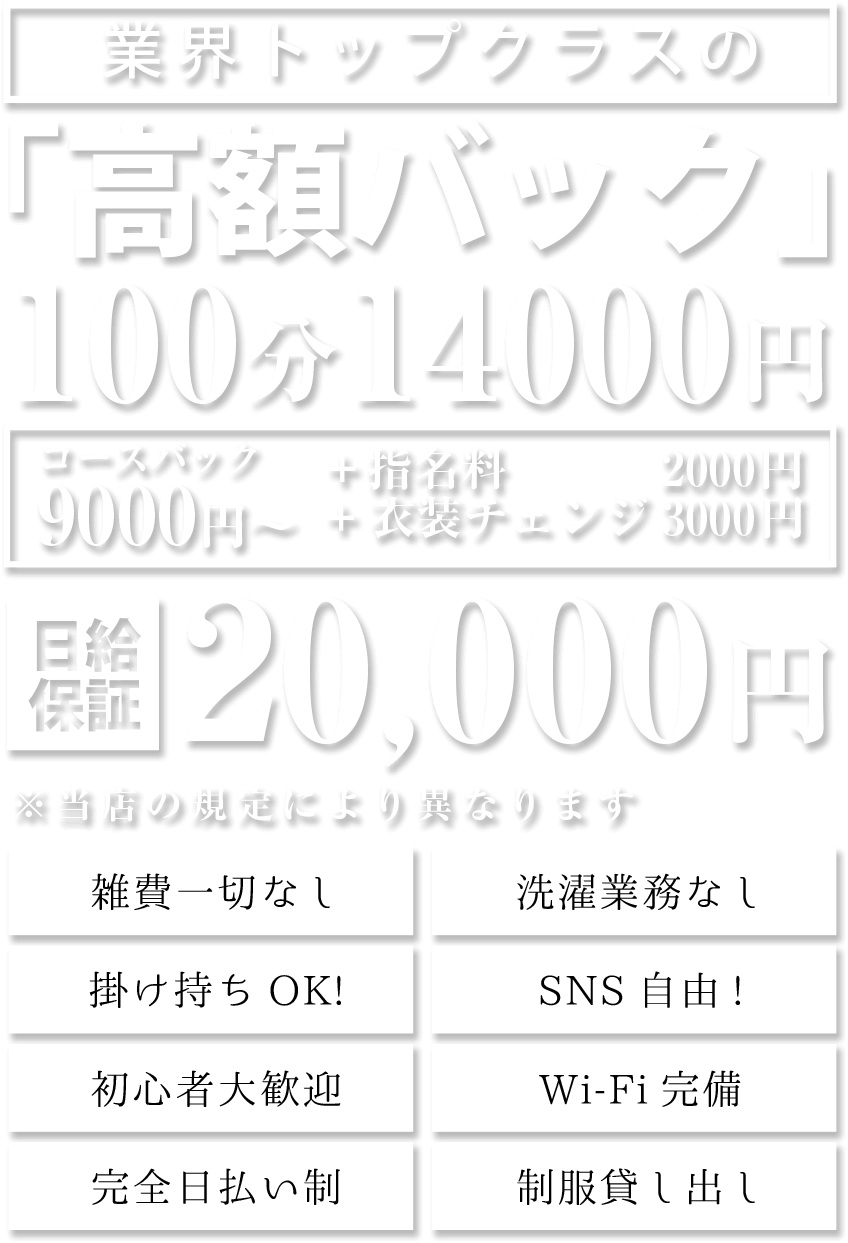 業界トップクラスの
「高額バック」
100分14000円
コースバック
9000円～
＋指名料 2000円
＋衣装チェンジ 3000円
日給
保証
20,000円
※当店の規定により異なります
雑費一切なし
洗濯業務なし
掛け持ちOK!
SNS自由!
初心者大歓迎
Wi-Fi完備
完全日払い制
制服貸し出し